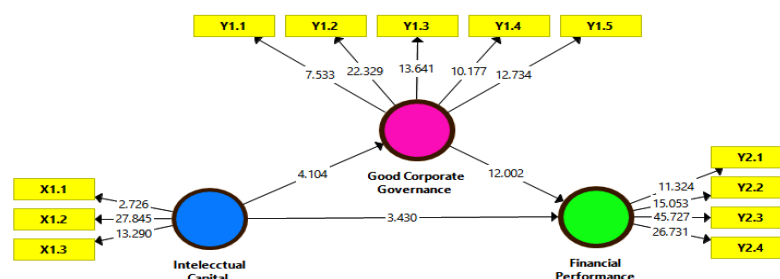 Y1.1 Y1.2 Y1.3 Y1.4 Y1.5
7.533 22.329 13.641 10.177 12.734
Good Corporate
Governance
4.104 12.002
X1.1
X1.2
X1.3
2.726
27.845
13.290
Intelecctual
Capital
3.430
Financial
Performance
11.324
15.053
45.727
26.731
Y2.1
Y2.2
Y2.3
Y2.4